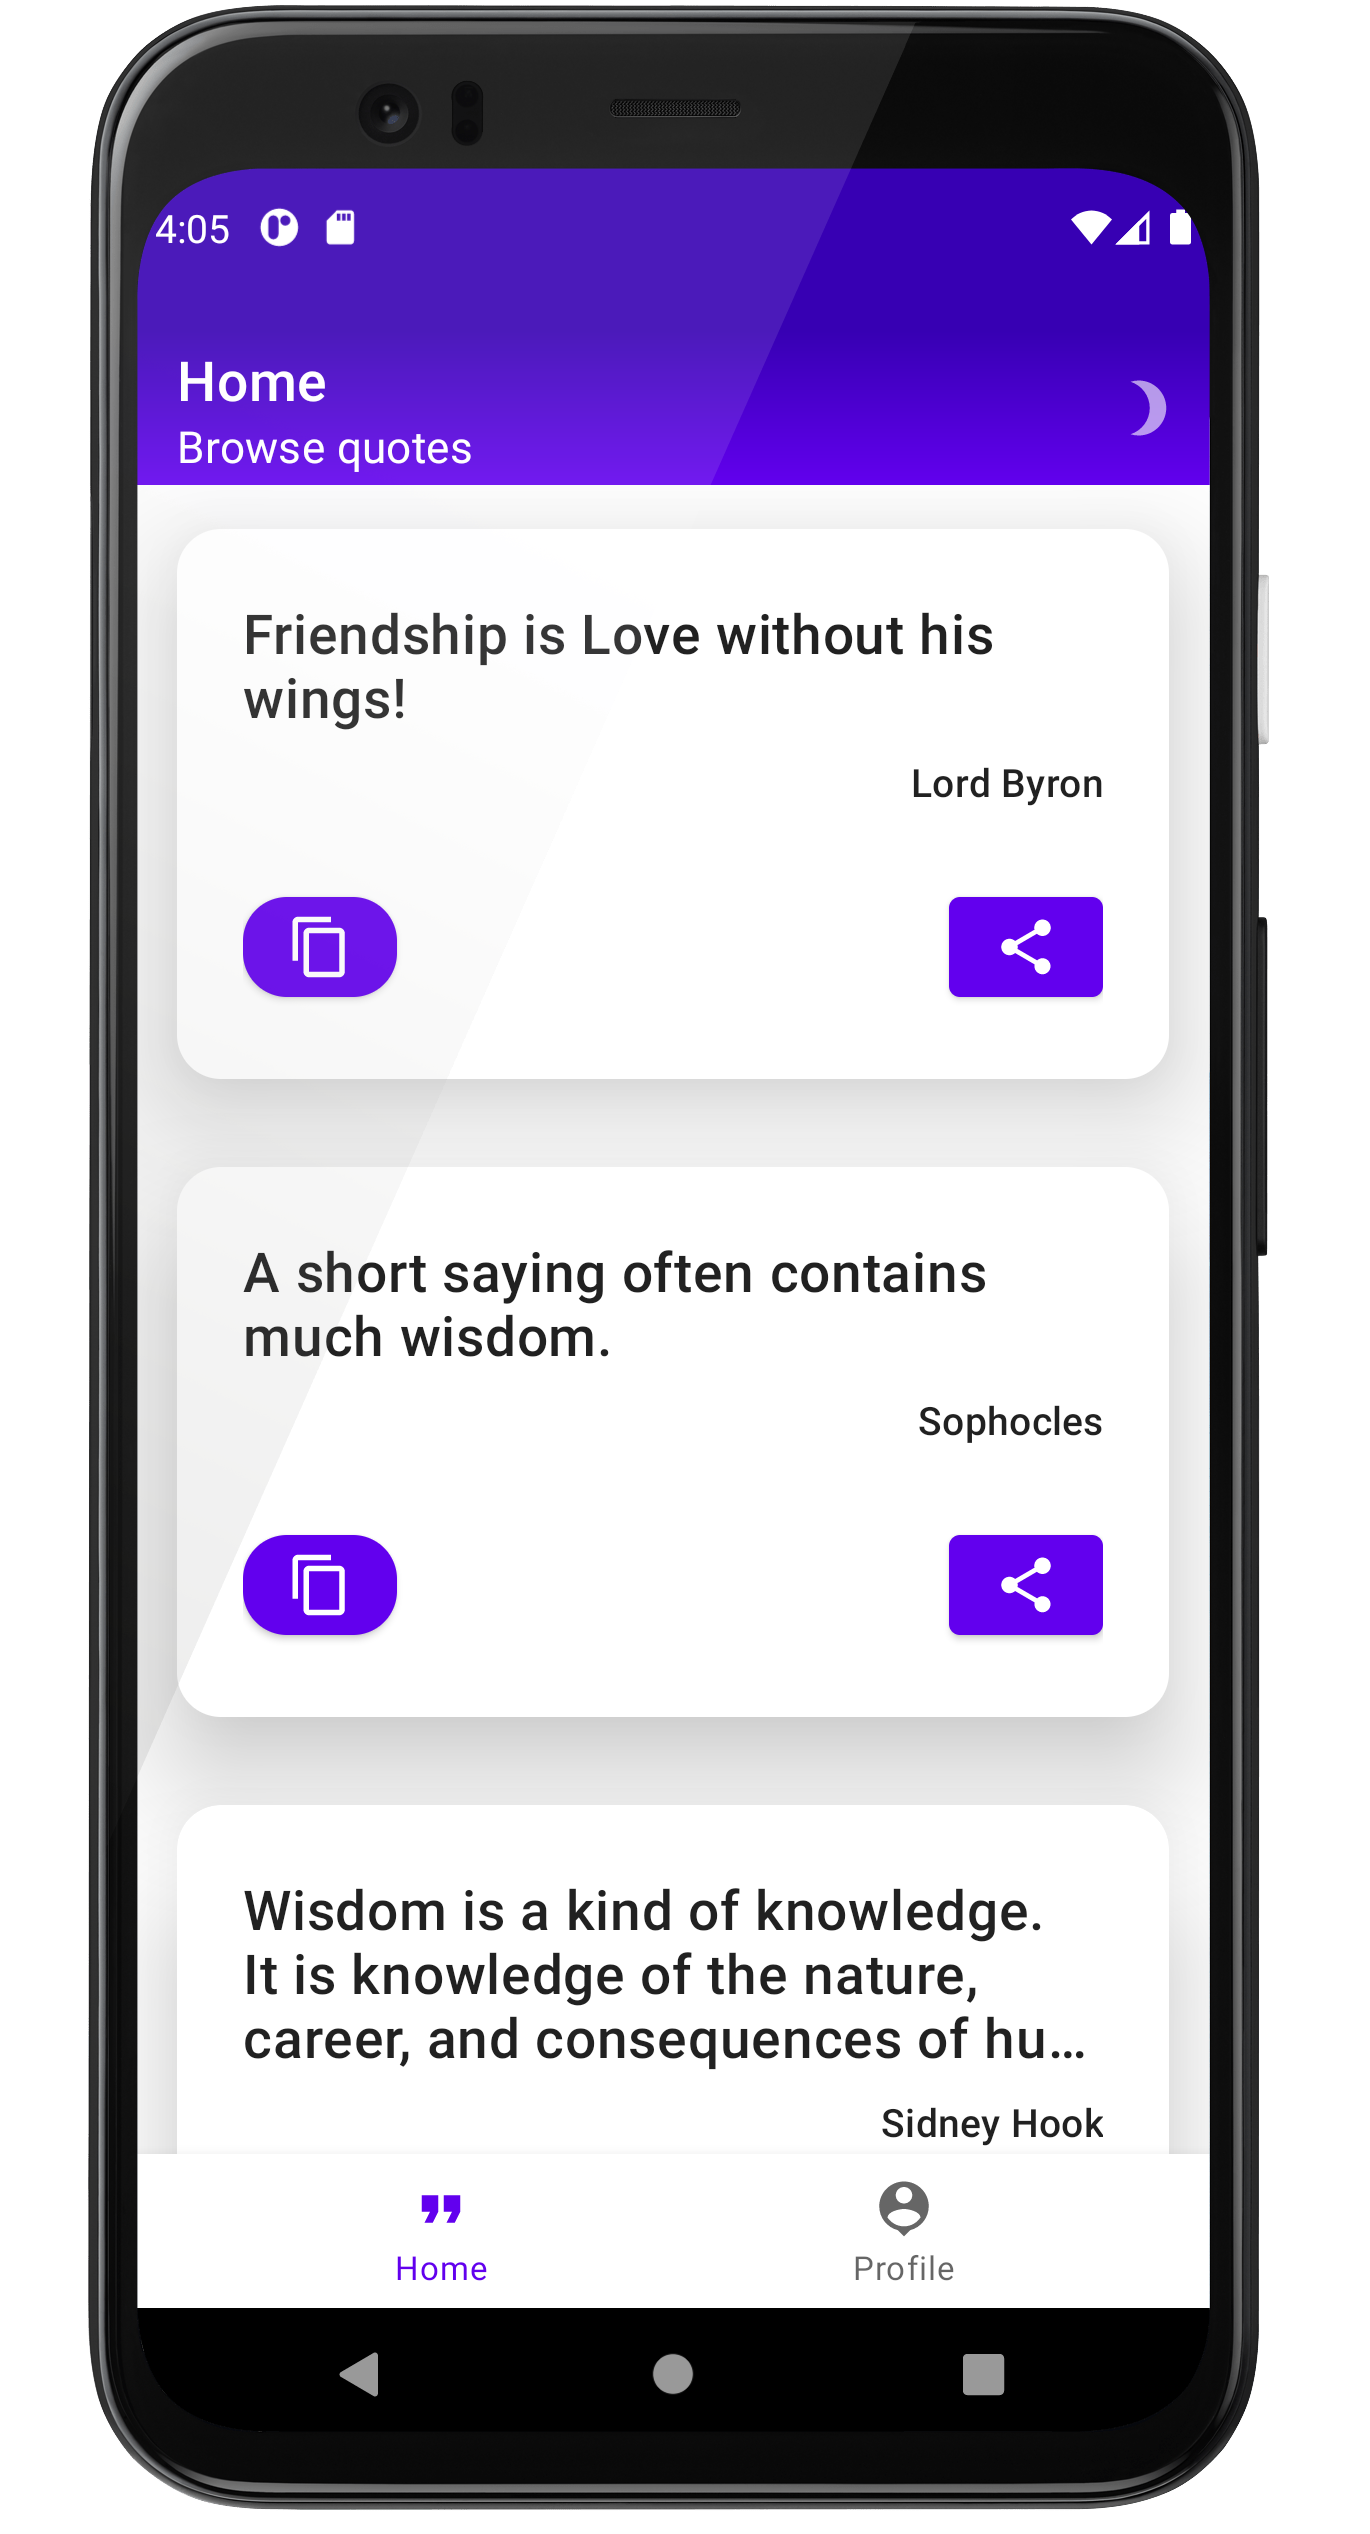 4:05
Home
Browse quotes
Friendship is Love without his
wings!
Lord Byron
A short saying often contains
much wisdom.
Sophocles
Wisdom is a kind of knowledge.
It is knowledge of the nature,
career, and consequences of hu...
Sidney Hook
Home
Profile